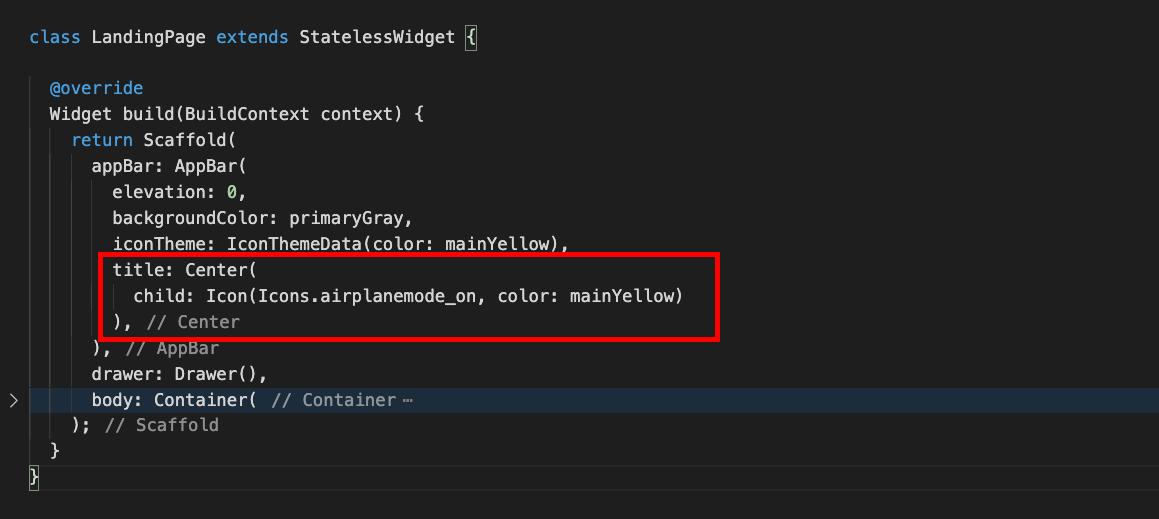 class LandingPage extends StatelessWidget {
@override
Widget build(BuildContext context) {
return Scaffold(
appBar: AppBar(
elevation: 0,
backgroundColor: primaryGray,
iconTheme: IconThemeData(color: mainYellow),
title: Center(
child: Icon(Icons.airplanemode_on, color: mainYellow)
), // Center
), // AppBar
drawer: Drawer(),
body: Container( // Container ⋯
); // Scaffold
}
}